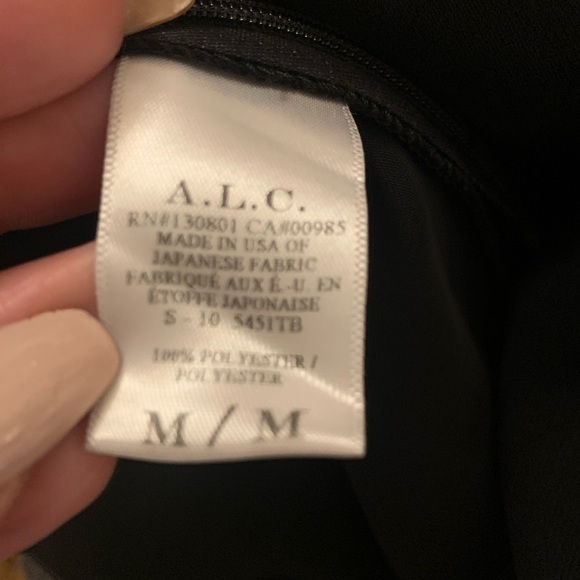 A.L.C.
RN#130801 CA#00985
MADE IN USA OF
JAPANESE FABRIC
FABRIQUÉ AUX É.-U. EN
ÉTOFFE JAPONAISE
S - 10 5451TB
100% POLYESTER /
POLYESTER
M / M